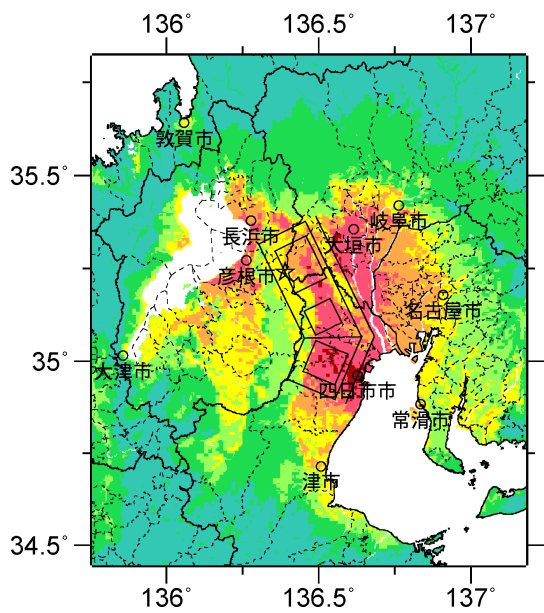 136° 136.5° 137°
35.5°
35°
34.5°
敦賀市
岐阜市
長浜市
大垣市
彦根市
名古屋市
大津市
四日市市
常滑市
津市
136° 136.5° 137°